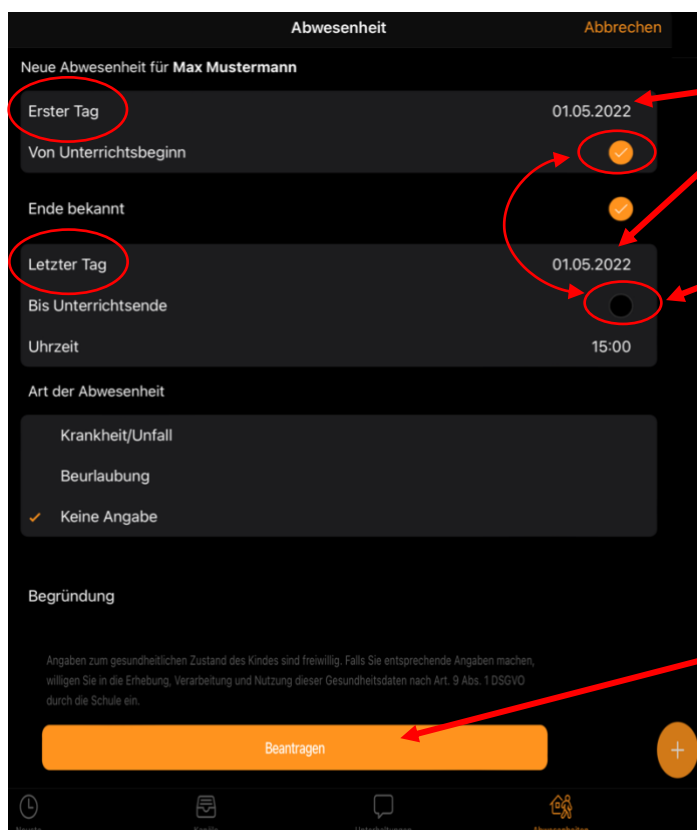 Abwesenheit
Abbrechen
Neue Abwesenheit für Max Mustermann
Erster Tag 01.05.2022
Von Unterrichtsbeginn
Ende bekannt
Letzter Tag 01.05.2022
Bis Unterrichtsende
Uhrzeit 15:00
Art der Abwesenheit
Krankheit/Unfall
Beurlaubung
Keine Angabe
Begründung
Angaben zum gesundheitlichen Zustand des Kindes sind freiwillig. Falls Sie entsprechende Angaben machen,
willigen Sie in die Erhebung, Verarbeitung und Nutzung dieser Gesundheitsdaten nach Art. 9 Abs. 1 DSGVO
durch die Schule ein.
Beantragen